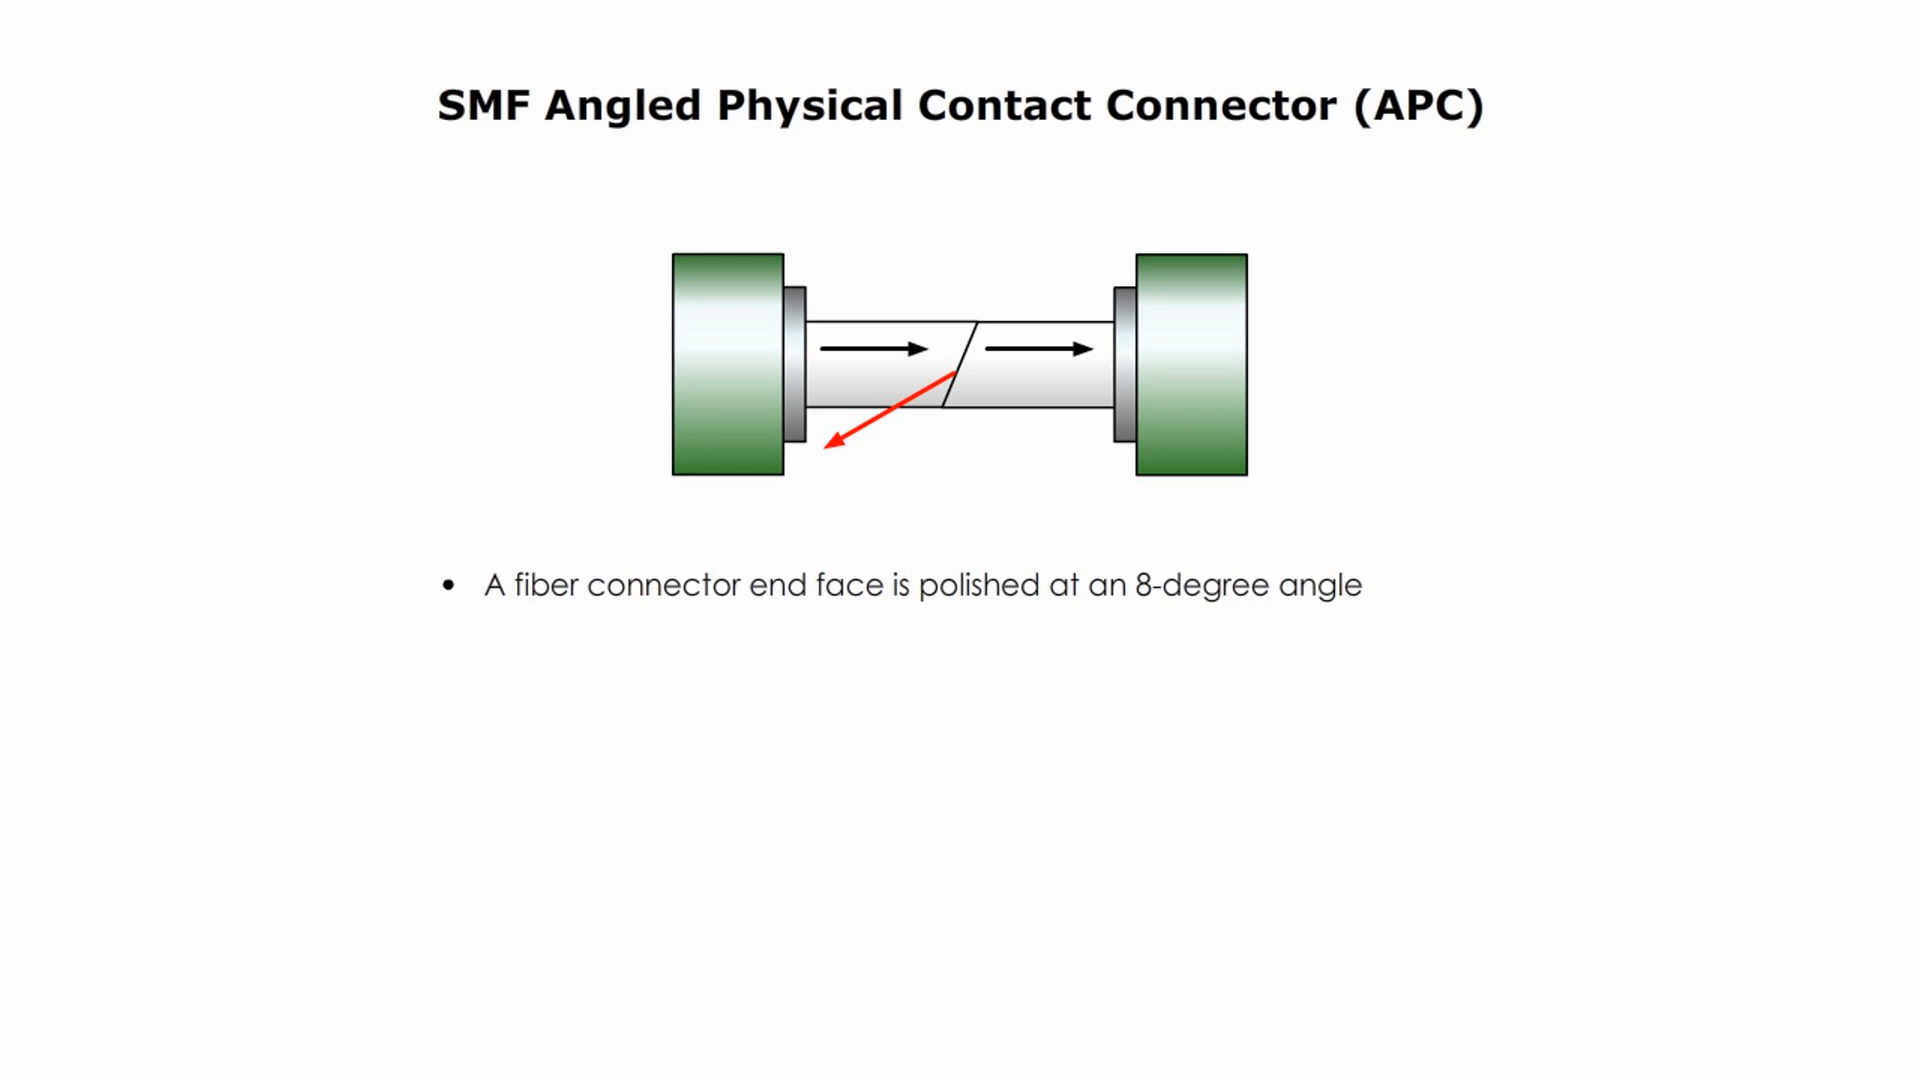 SMF Angled Physical Contact Connector (APC)
• A fiber connector end face is polished at an 8-degree angle